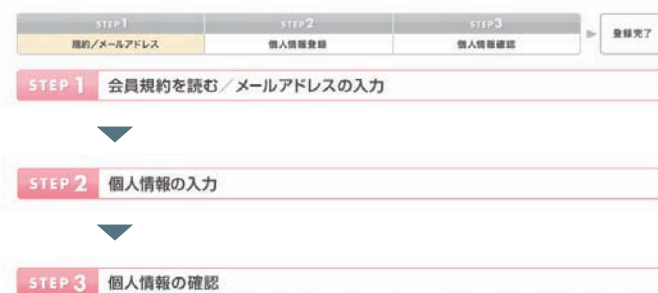 STEP1 STEP2 STEP3
規約/メールアドレス 個人情報登録 個人情報確認 登録完了
STEP 1 会員規約を読む/メールアドレスの入力
STEP 2 個人情報の入力
STEP 3 個人情報の確認